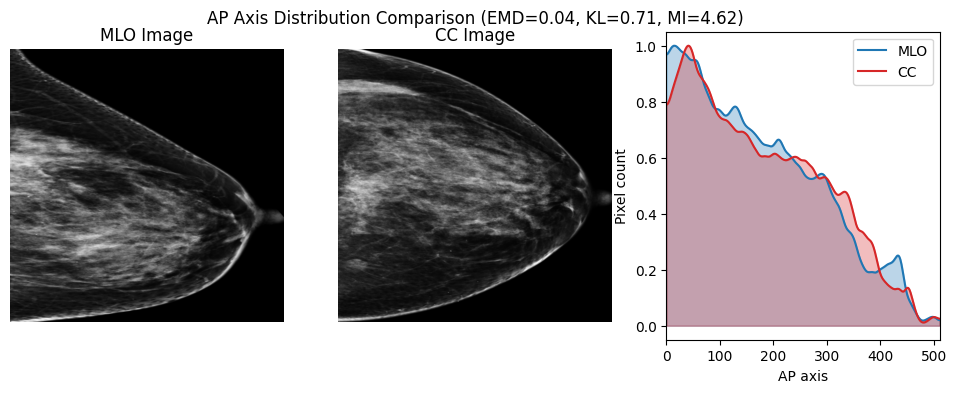 AP Axis Distribution Comparison (EMD=0.04, KL=0.71, MI=4.62)
MLO Image
CC Image
MLO
CC
Pixel count
1.0
0.8
0.6
0.4
0.2
0.0
0 100 200 300 400 500
AP axis